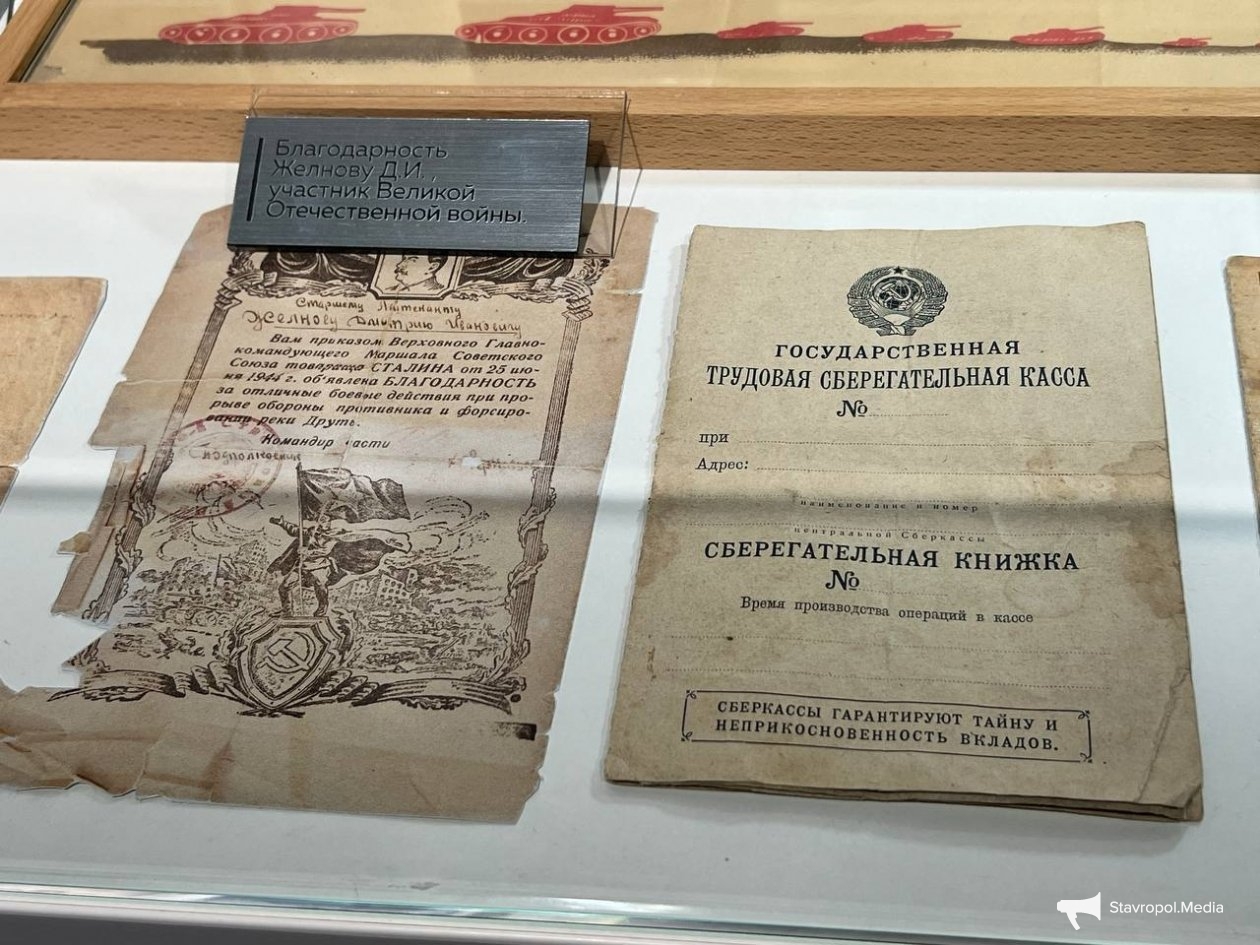 Благодарность
Желнову Д.И. ,
участник Великой
Отечественной войны.
Старшему Лейтенанту
Желнову Дмитрию Ивановичу
Вам приказом Верховного Главно-
командующего Маршала Советского
Союза товарища СТАЛИНА от 25 ию-
ня 1944 г. об'явлена БЛАГОДАРНОСТЬ
за отличные боевые действия при про-
рыве обороны противника и форсиро-
вании реки Друть.
Командир части
подполковник
ГОСУДАРСТВЕННАЯ
ТРУДОВАЯ СБЕРЕГАТЕЛЬНАЯ КАССА
№
при
Адрес:
наименование и номер
центральной Сберкассы
СБЕРЕГАТЕЛЬНАЯ КНИЖКА
№
Время производства операций в кассе
СБЕРКАССЫ ГАРАНТИРУЮТ ТАЙНУ И
НЕПРИКОСНОВЕННОСТЬ ВКЛАДОВ.
Stavropol.Media